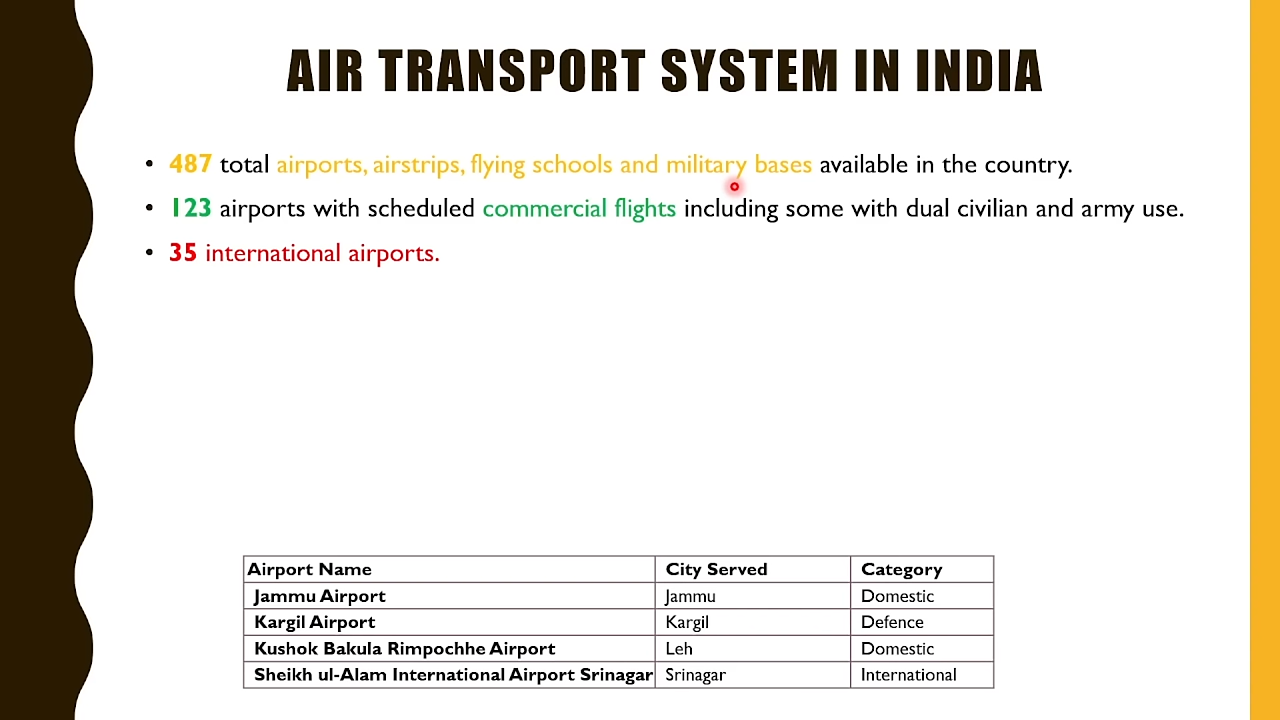 AIR TRANSPORT SYSTEM IN INDIA
• 487 total airports, airstrips, flying schools and military bases available in the country.
• 123 airports with scheduled commercial flights including some with dual civilian and army use.
• 35 international airports.
Airport Name City Served Category
Jammu Airport Jammu Domestic
Kargil Airport Kargil Defence
Kushok Bakula Rimpochhe Airport Leh Domestic
Sheikh ul-Alam International Airport Srinagar Srinagar International